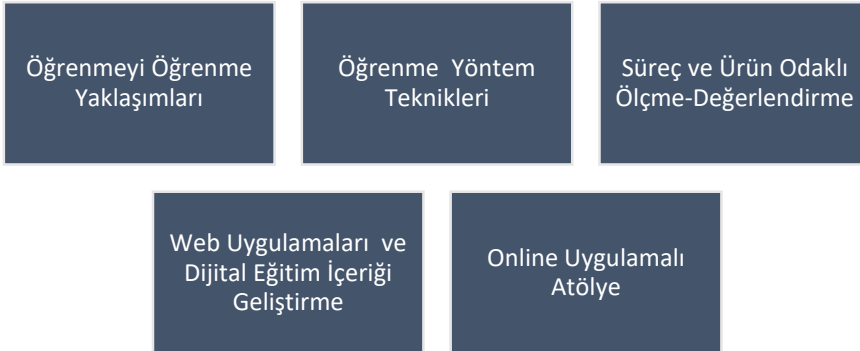 Öğrenmeyi Öğrenme
Yaklaşımları
Öğrenme Yöntem
Teknikleri
Süreç ve Ürün Odaklı
Ölçme-Değerlendirme
Web Uygulamaları ve
Dijital Eğitim İçeriği
Geliştirme
Online Uygulamalı
Atölye